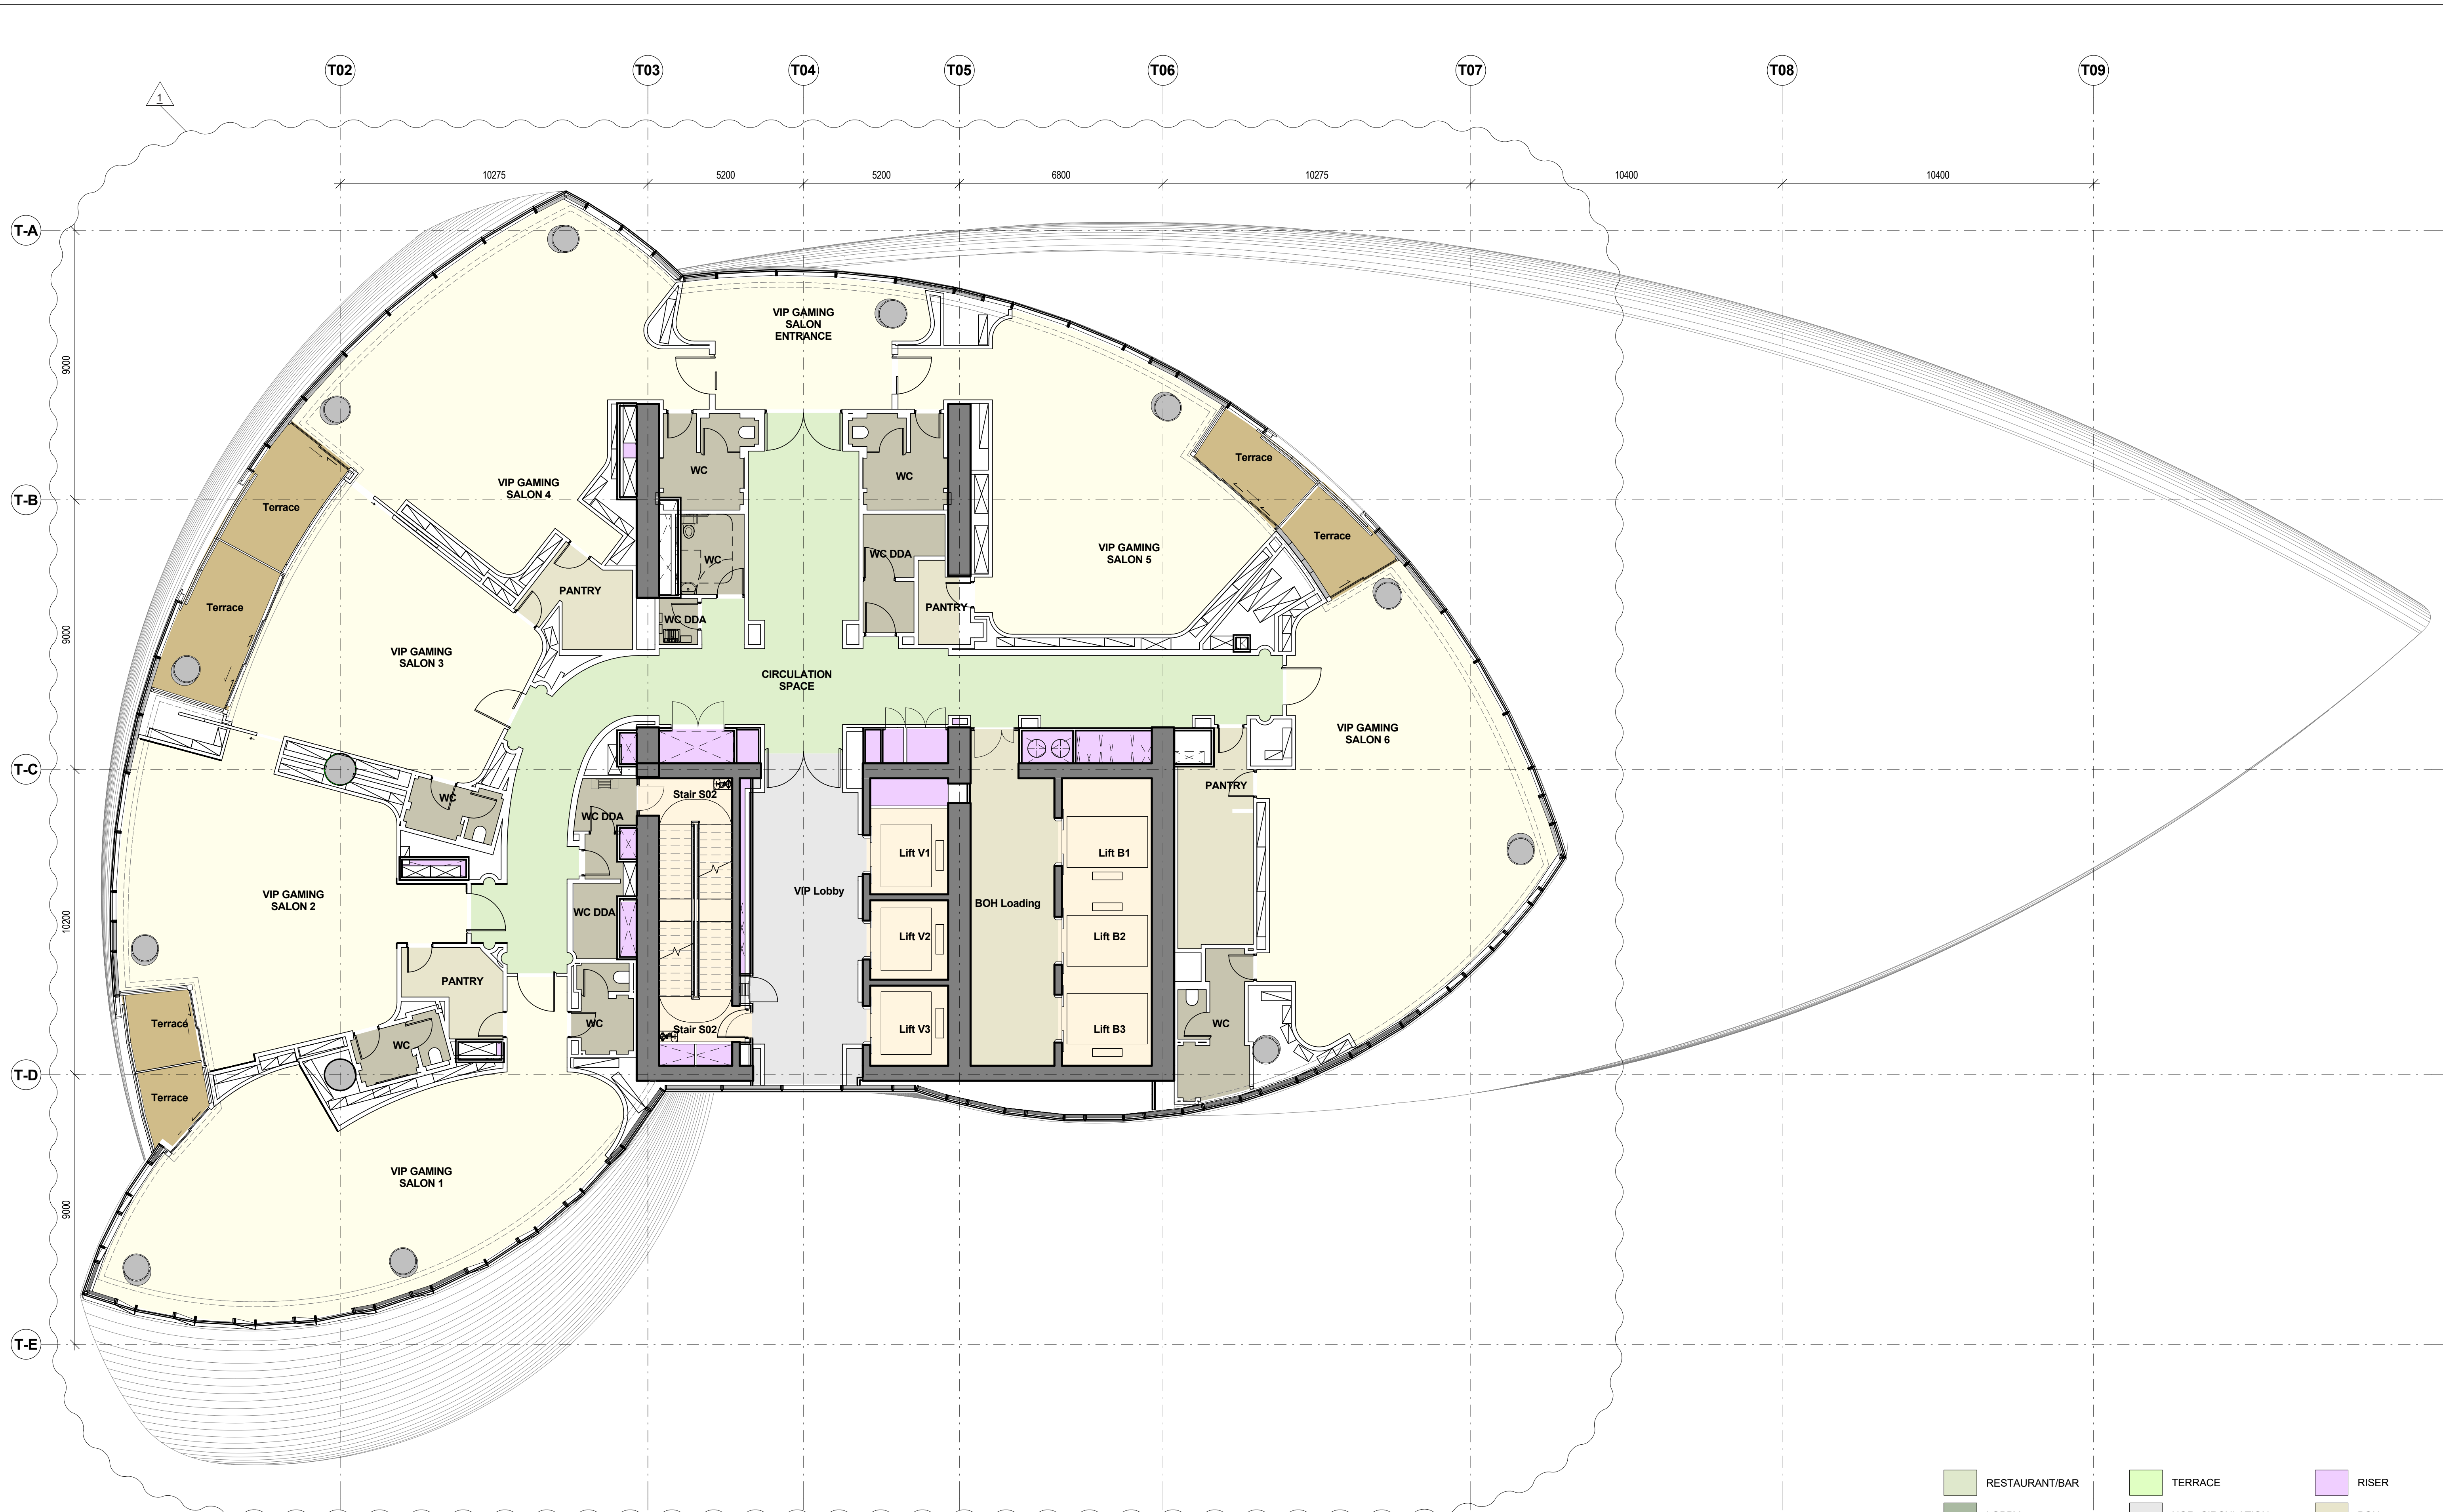 T02 T03 T04 T05 T06 T07 T08 T09
1
10275 5200 5200 6800 10275 10400 10400
T-A
9000
T-B
9000
T-C
10200
T-D
9000
T-E
VIP GAMING
SALON
ENTRANCE
VIP GAMING
SALON 4
WC
WC
Terrace
Terrace
Terrace
Terrace
WC
WC DDA
VIP GAMING
SALON 5
PANTRY
PANTRY
WC DDA
VIP GAMING
SALON 3
CIRCULATION
SPACE
VIP GAMING
SALON 6
WC
Stair S02
PANTRY
WC DDA
Lift V1
Lift B1
VIP GAMING
SALON 2
VIP Lobby
BOH Loading
WC DDA
Lift V2
Lift B2
PANTRY
Terrace
WC
Stair S02
Lift V3
Lift B3
WC
WC
Terrace
VIP GAMING
SALON 1
RESTAURANT/BAR
TERRACE
RISER